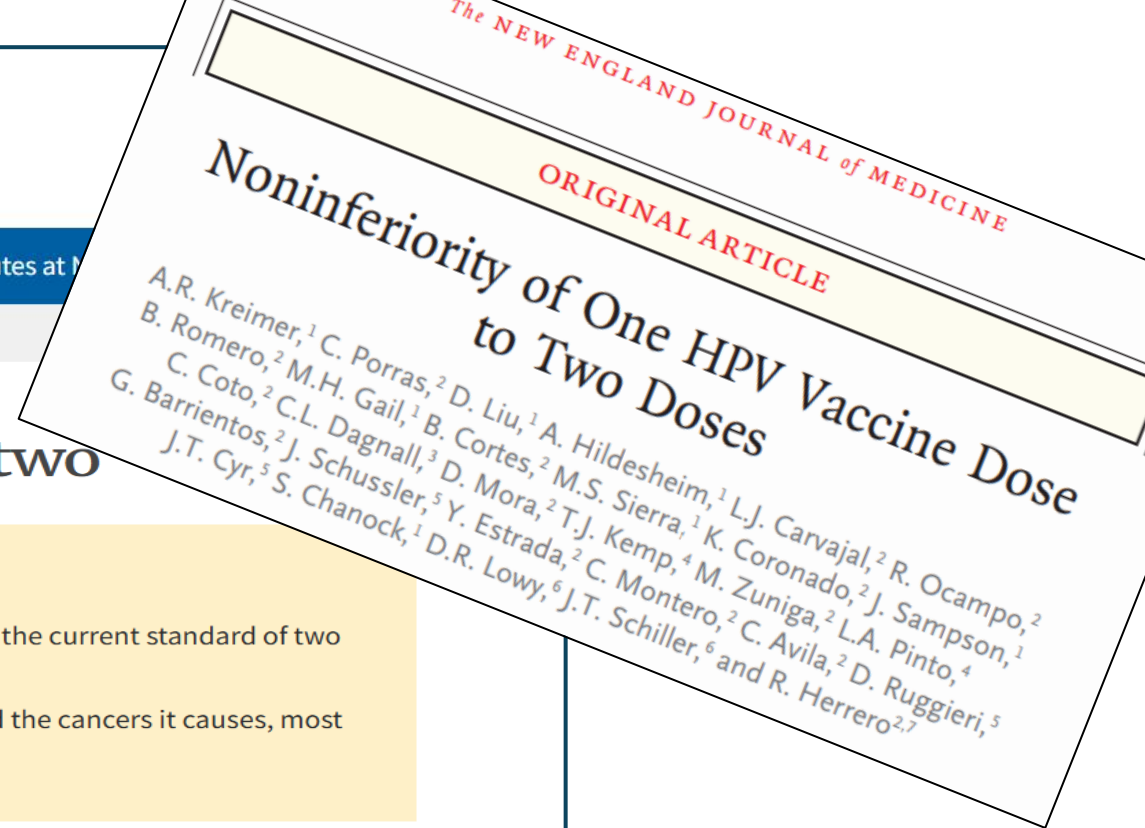 The NEW ENGLAND JOURNAL of MEDICINE
ORIGINAL ARTICLE
Noninferiority of One HPV Vaccine Dose
to Two Doses
A.R. Kreimer,¹ C. Porras,² D. Liu,¹ A. Hildesheim,¹ L.J. Carvajal,² R. Ocampo,²
B. Romero,² M.H. Gail,¹ B. Cortes,² M.S. Sierra,¹ K. Coronado,² J. Sampson,¹
C. Coto,² C.L. Dagnall,³ D. Mora,² T.J. Kemp,⁴ M. Zuniga,² L.A. Pinto,⁴
G. Barrientos,² J. Schussler,⁵ Y. Estrada,² C. Montero,² C. Avila,² D. Ruggieri,⁵
J.T. Cyr,⁵ S. Chanock,¹ D.R. Lowy,⁶ J.T. Schiller,⁶ and R. Herrero²,⁷
at
two
the current standard of two
the cancers it causes, most